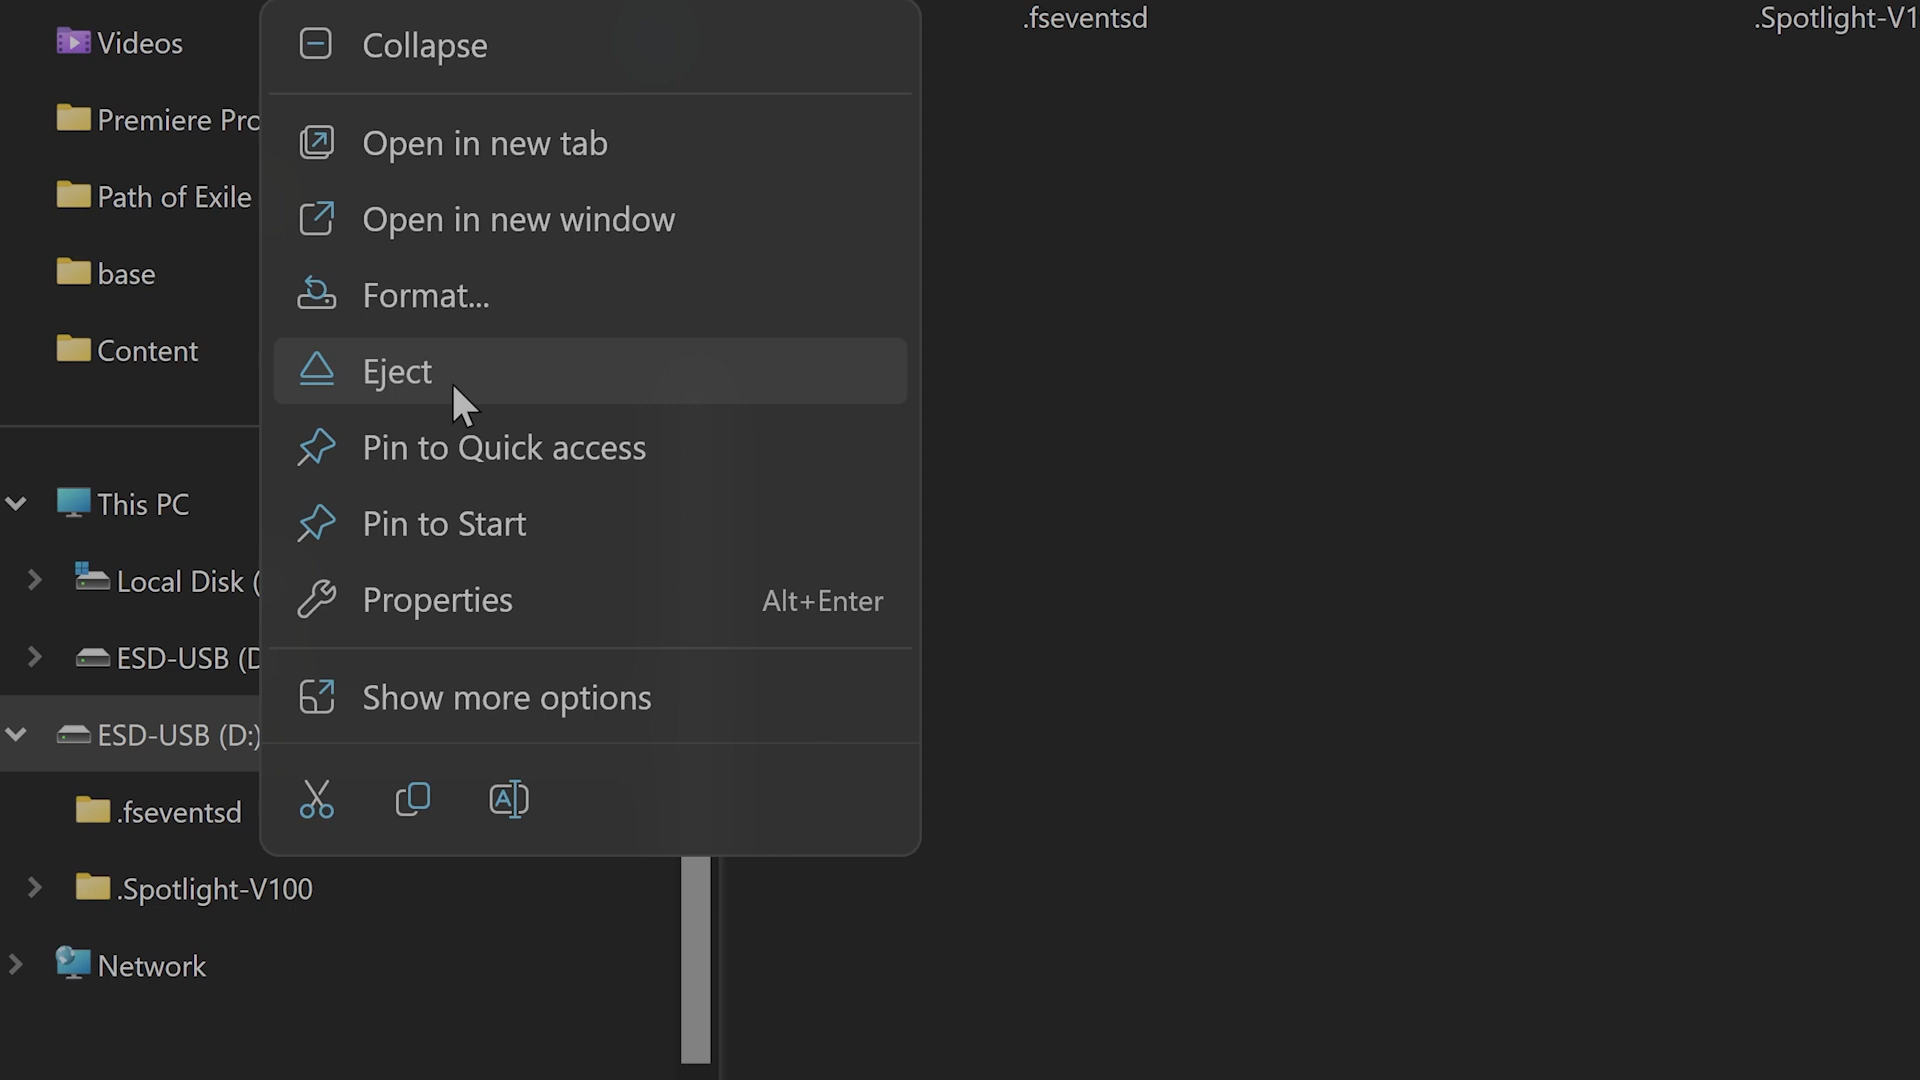 Videos
Premiere Pro
Path of Exile
base
Content
This PC
Local Disk (
ESD-USB (D
ESD-USB (D:)
.fseventsd
.Spotlight-V100
Network
Collapse
Open in new tab
Open in new window
Format...
Eject
Pin to Quick access
Pin to Start
Properties Alt+Enter
Show more options
.fseventsd
.Spotlight-V1